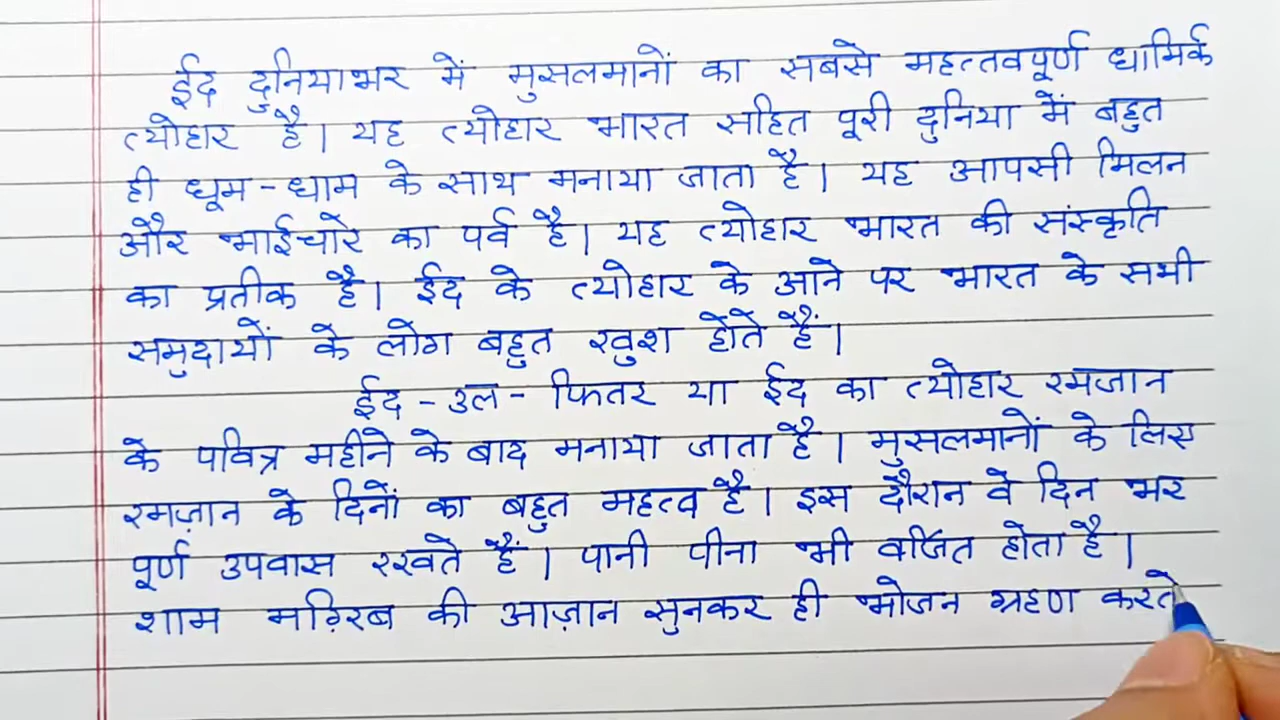 ईद दुनियाभर में मुसलमानों का सबसे महत्तवपूर्ण धार्मिक
त्योहार है। यह त्योहार भारत सहित पूरी दुनिया में बहुत
ही धूम-धाम के साथ मनाया जाता है। यह आपसी मिलन
और भाईचारे का पर्व है। यह त्योहार भारत की संस्कृति
का प्रतीक है। ईद के त्योहार के आने पर भारत के सभी
समुदायों के लोग बहुत खुश होते हैं।
ईद-उल-फितर या ईद का त्योहार रमजान
के पवित्र महीने के बाद मनाया जाता है। मुसलमानों के लिए
रमज़ान के दिनों का बहुत महत्व है। इस दौरान वे दिन भर
पूर्ण उपवास रखते हैं। पानी पीना भी वर्जित होता है।
शाम मग़्रिब की आज़ान सुनकर ही भोजन ग्रहण करते